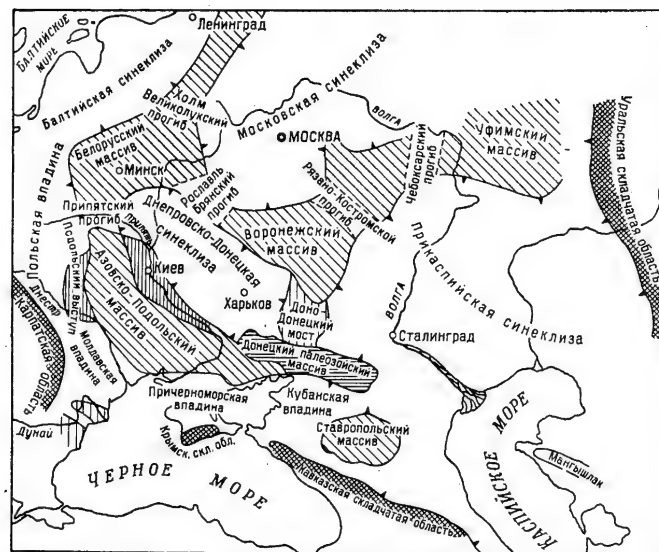 Ленинград
БАЛТИЙСКОЕ
МОРЕ
Балтийская синеклиза
Холм
Великолукский
прогиб
Московская синеклиза
ВОЛГА
МОСКВА
Уфимский
массив
Уральская складчатая область
Чебоксарский
прогиб
Белорусский
массив
Минск
Рославль
Брянский
прогиб
Рязано-Костромской
прогиб
Польская впадина
Припятский
прогиб
Припять
Днепровско-Донецкая
синеклиза
Воронежский
массив
Прикаспийская синеклиза
Подольский выступ
Киев
Азовско-Подольский
массив
Харьков
Доно-
Донецкий
мост
ВОЛГА
Сталинград
Днестр
Карпатская
область
Молдавская
впадина
Донецкий палеозойский
массив
Причерноморская
впадина
Кубанская
впадина
Ставропольский
массив
Дунай
Крымск. скл. обл.
ЧЕРНОЕ МОРЕ
Кавказская складчатая область
КАСПИЙСКОЕ МОРЕ
Мангышлак